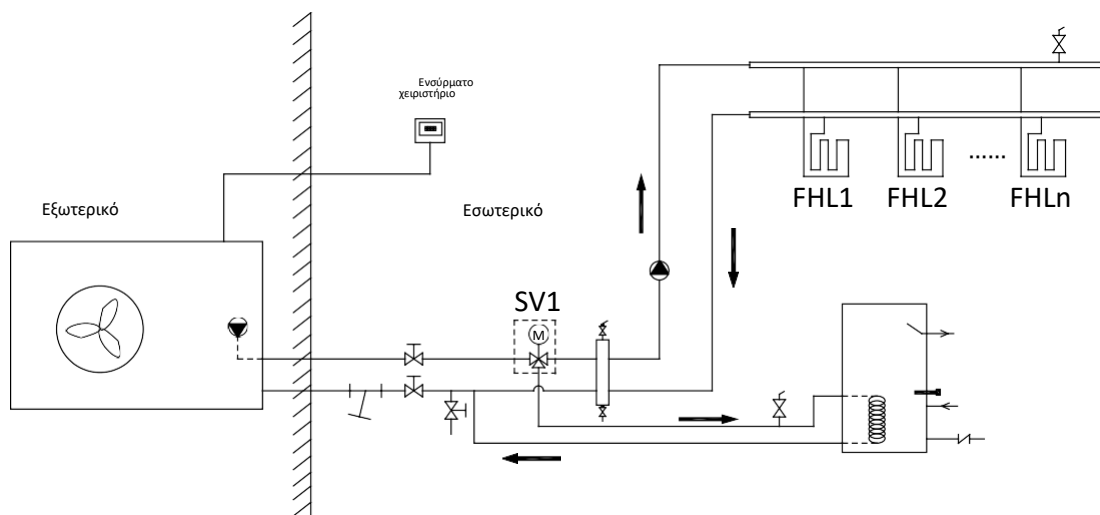 Ενσύρματο
χειριστήριο
Εξωτερικό
Εσωτερικό
FHL1
FHL2
......
FHLn
SV1
M